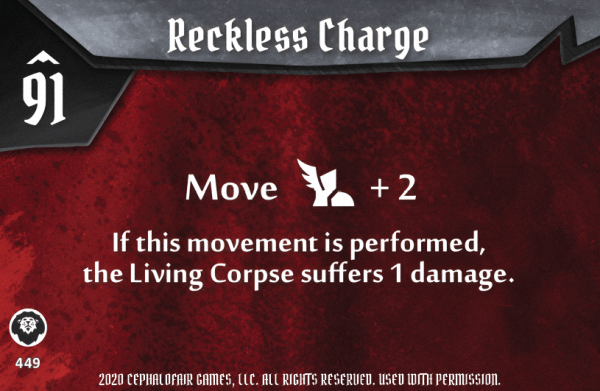 Reckless Charge
91
Move + 2
If this movement is performed,
the Living Corpse suffers 1 damage.
449
2020 CEPHALOFAIR GAMES, LLC. ALL RIGHTS RESERVED. USED WITH PERMISSION.